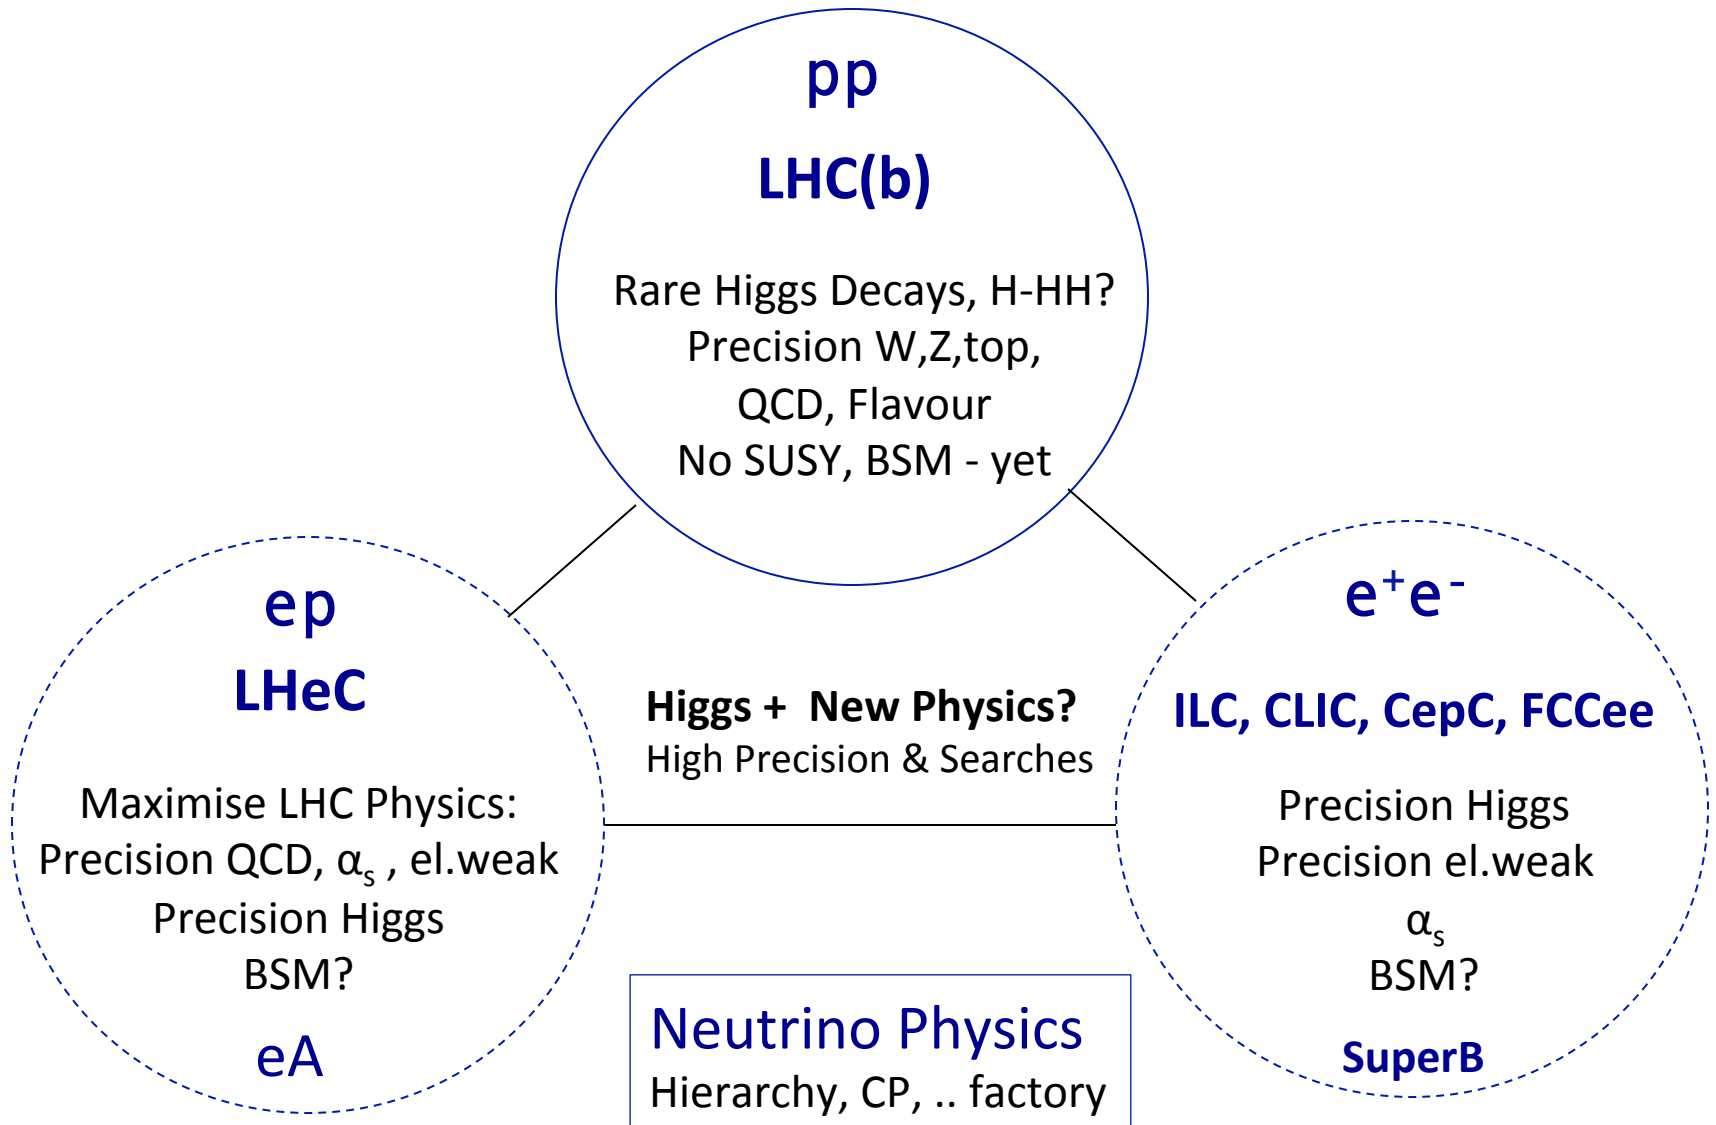 pp
LHC(b)
Rare Higgs Decays, H-HH?
Precision W,Z,top,
QCD, Flavour
No SUSY, BSM - yet
ep
LHeC
Maximise LHC Physics:
Precision QCD, αs , el.weak
Precision Higgs
BSM?
eA
Higgs + New Physics?
High Precision & Searches
e⁺e⁻
ILC, CLIC, CepC, FCCee
Precision Higgs
Precision el.weak
αs
BSM?
SuperB
Neutrino Physics
Hierarchy, CP, .. factory